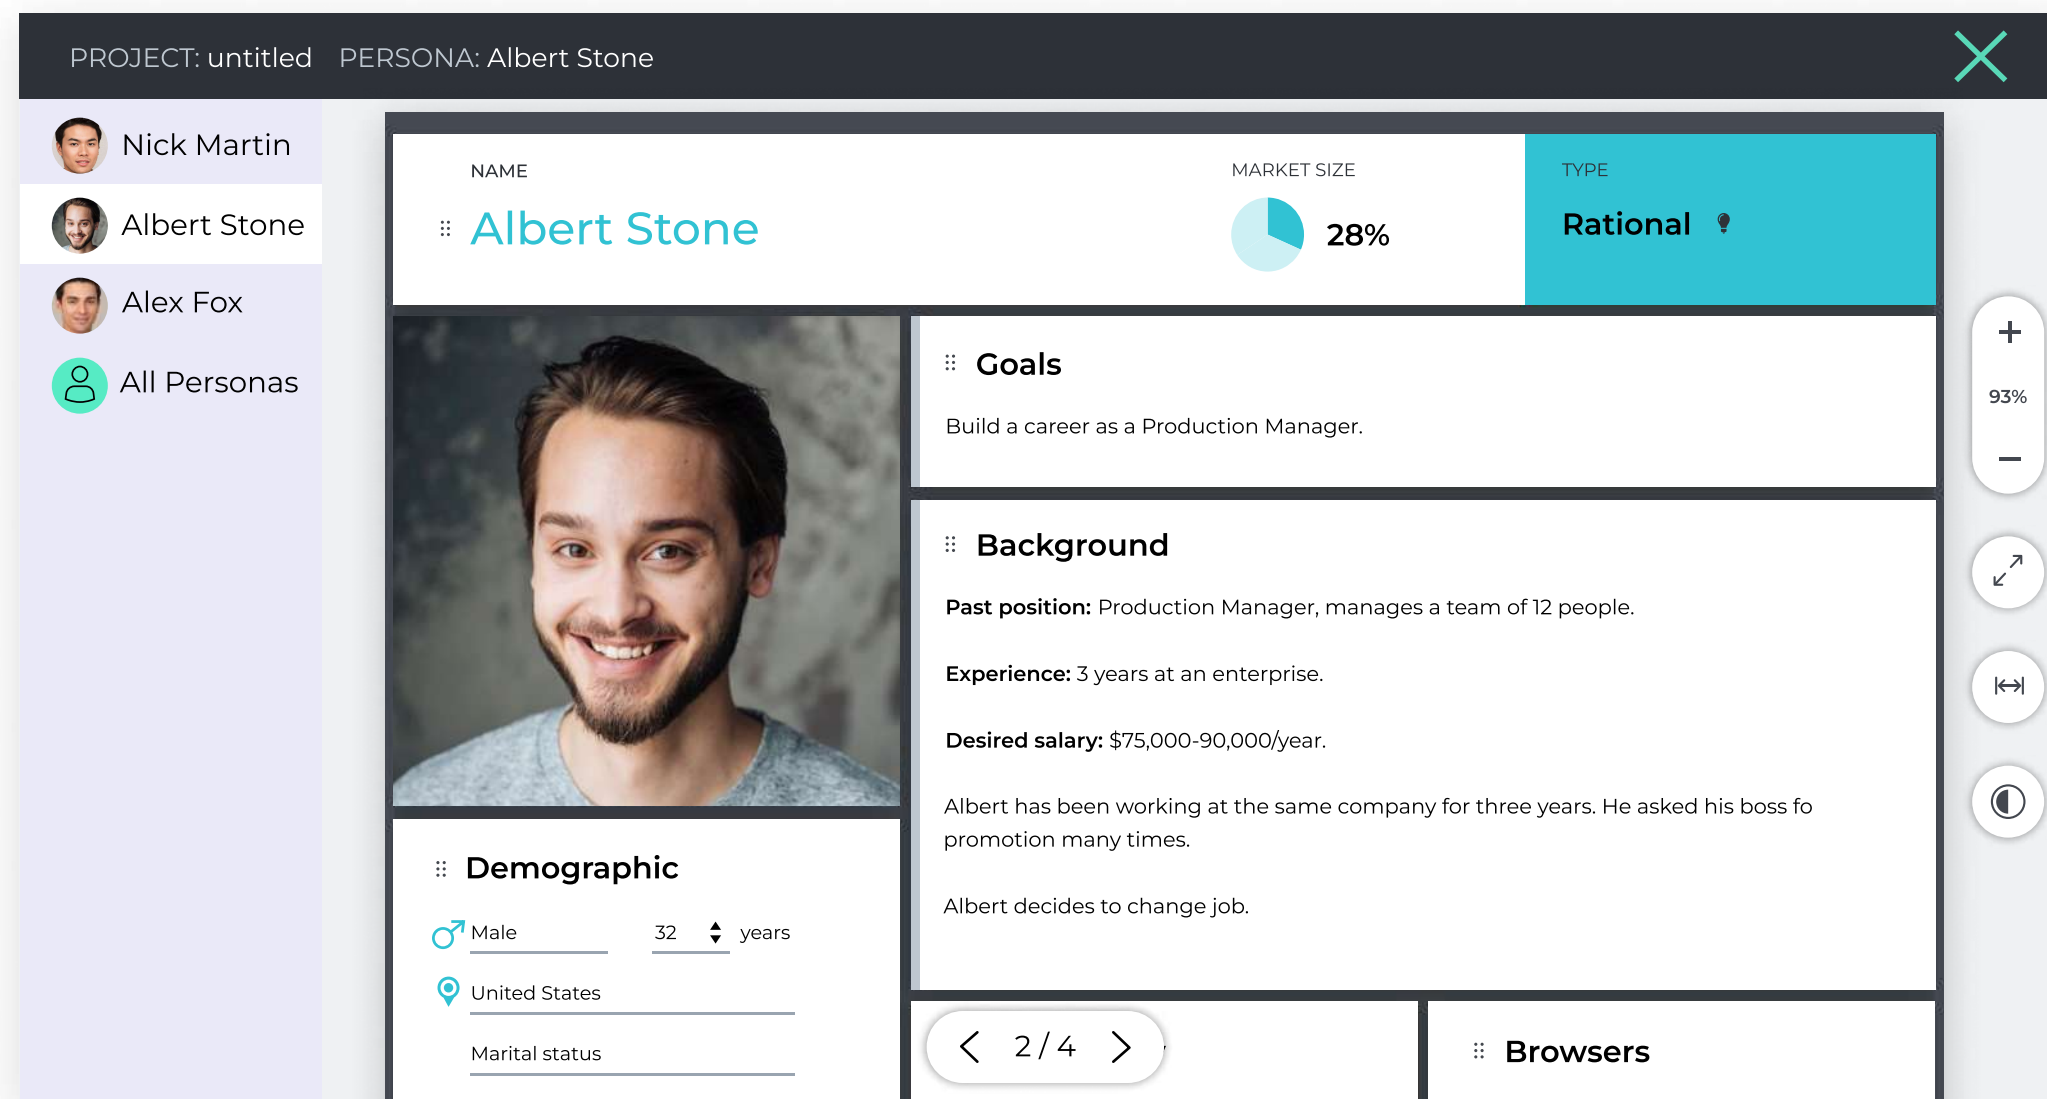 PROJECT: untitled PERSONA: Albert Stone
Nick Martin
Albert Stone
Alex Fox
All Personas
NAME
Albert Stone
MARKET SIZE
28%
TYPE
Rational
Goals
Build a career as a Production Manager.
Background
Past position: Production Manager, manages a team of 12 people.
Experience: 3 years at an enterprise.
Desired salary: $75,000-90,000/year.
Albert has been working at the same company for three years. He asked his boss fo
promotion many times.
Albert decides to change job.
Demographic
Male 32 years
United States
Marital status
2 / 4
Browsers
93%